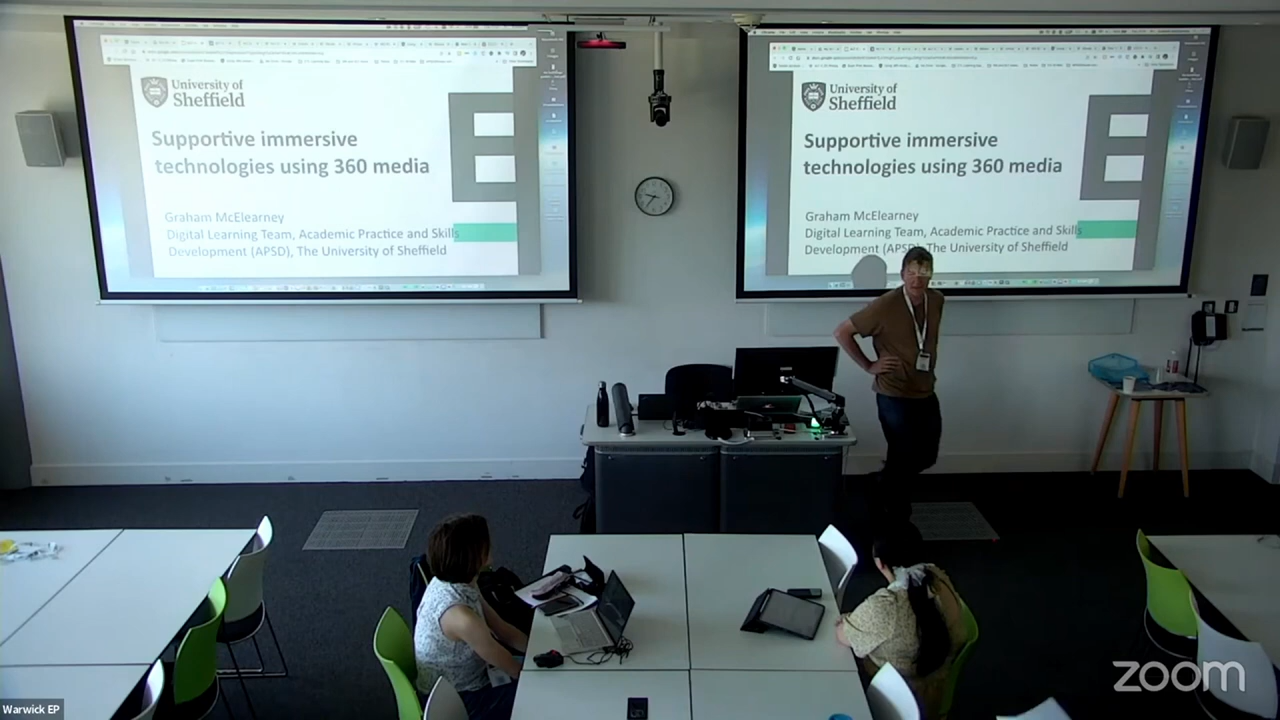 University of
Sheffield
Supportive immersive
technologies using 360 media
Graham McElearney
Digital Learning Team, Academic Practice and Skills
Development (APSD), The University of Sheffield
University of
Sheffield
Supportive immersive
technologies using 360 media
Graham McElearney
Digital Learning Team, Academic Practice and Skills
Development (APSD), The University of Sheffield
zoom
Warwick EP